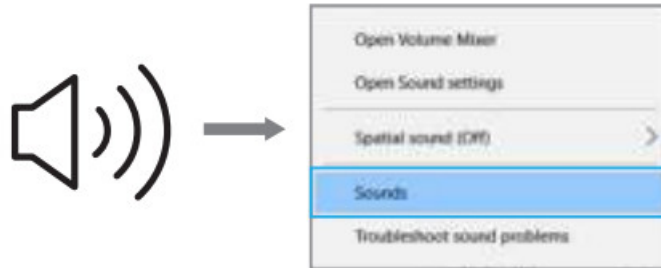 Open Volume Mixer
Open Sound settings
Spatial sound (Off)
Sounds
Troubleshoot sound problems